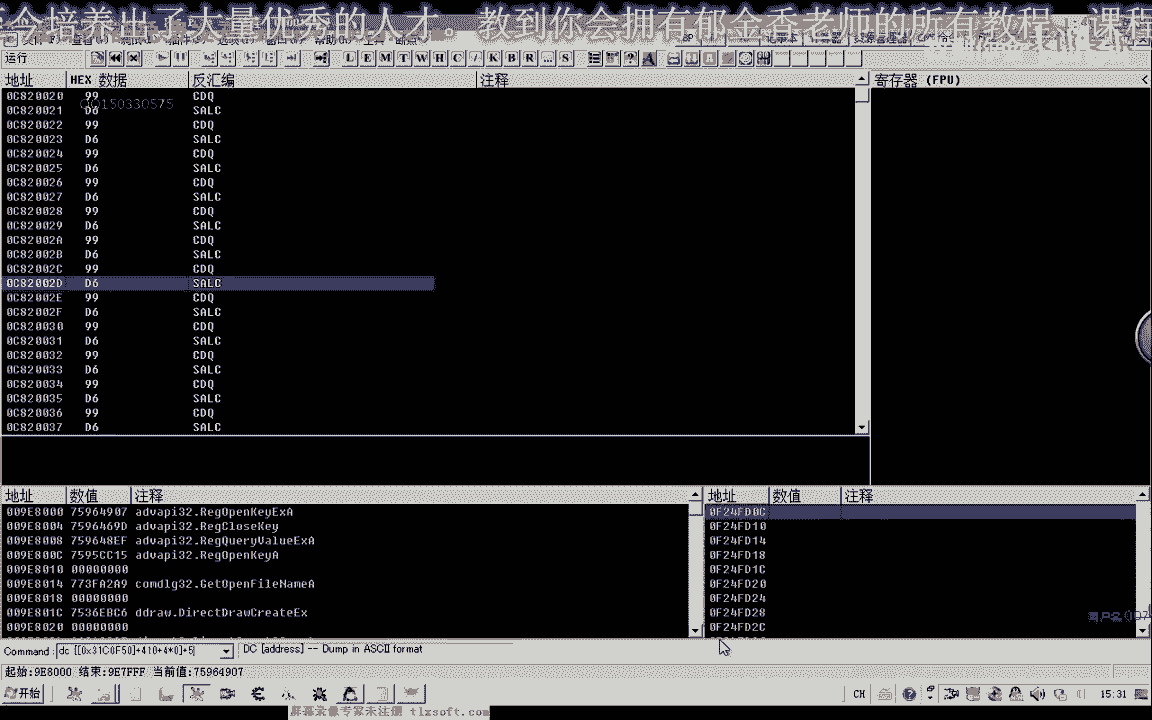 今培养出了大量优秀的人才。教到你会拥有郁金香老师的所有教程、课程
运行 L E M T W H C / K B R ... S
地址 HEX 数据 反汇编 注释 寄存器 (FPU) <
QQ150330575
0C820020 99 CDQ
0C820021 D6 SALC
0C820022 99 CDQ
0C820023 D6 SALC
0C820024 99 CDQ
0C820025 D6 SALC
0C820026 99 CDQ
0C820027 D6 SALC
0C820028 99 CDQ
0C820029 D6 SALC
0C82002A 99 CDQ
0C82002B D6 SALC
0C82002C 99 CDQ
0C82002D D6 SALC
0C82002E 99 CDQ
0C82002F D6 SALC
0C820030 99 CDQ
0C820031 D6 SALC
0C820032 99 CDQ
0C820033 D6 SALC
0C820034 99 CDQ
0C820035 D6 SALC
0C820036 99 CDQ
0C820037 D6 SALC
地址 数值 注释 地址 数值 注释
009E8000 75964907 advapi32.RegOpenKeyExA 0F24FD0C
009E8004 7596469D advapi32.RegCloseKey 0F24FD10
009E8008 759648EF advapi32.RegQueryValueExA 0F24FD14
009E800C 7595CC15 advapi32.RegOpenKeyA 0F24FD18
009E8010 00000000 0F24FD1C
009E8014 773FA2A9 comdlg32.GetOpenFileNameA 0F24FD20
009E8018 00000000 0F24FD24
009E801C 7536EBC6 ddraw.DirectDrawCreateEx 0F24FD28
009E8020 00000000 0F24FD2C
Command : dc [[0x31C0F50]+410+4*0]+5] DC [address] -- Dump in ASCII format
起始:9E8000 结束:9E7FFF 当前值:75964907
开始 CH 15:31
屏幕录像专家未注册 tlxsoft.com